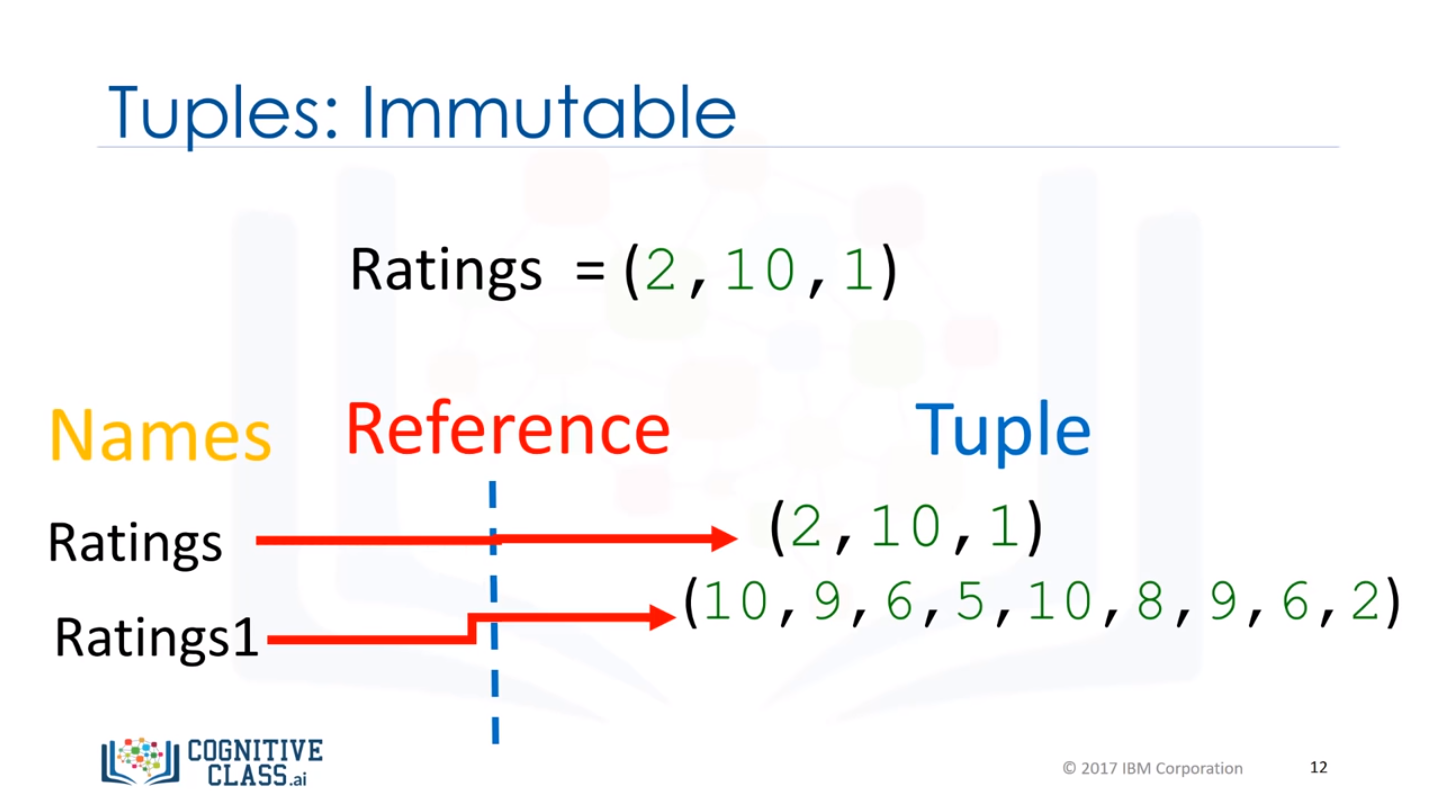 Tuples: Immutable
Ratings = (2,10,1)
Names Reference Tuple
Ratings (2,10,1)
Ratings1 (10,9,6,5,10,8,9,6,2)
COGNITIVE
CLASS.ai
© 2017 IBM Corporation 12